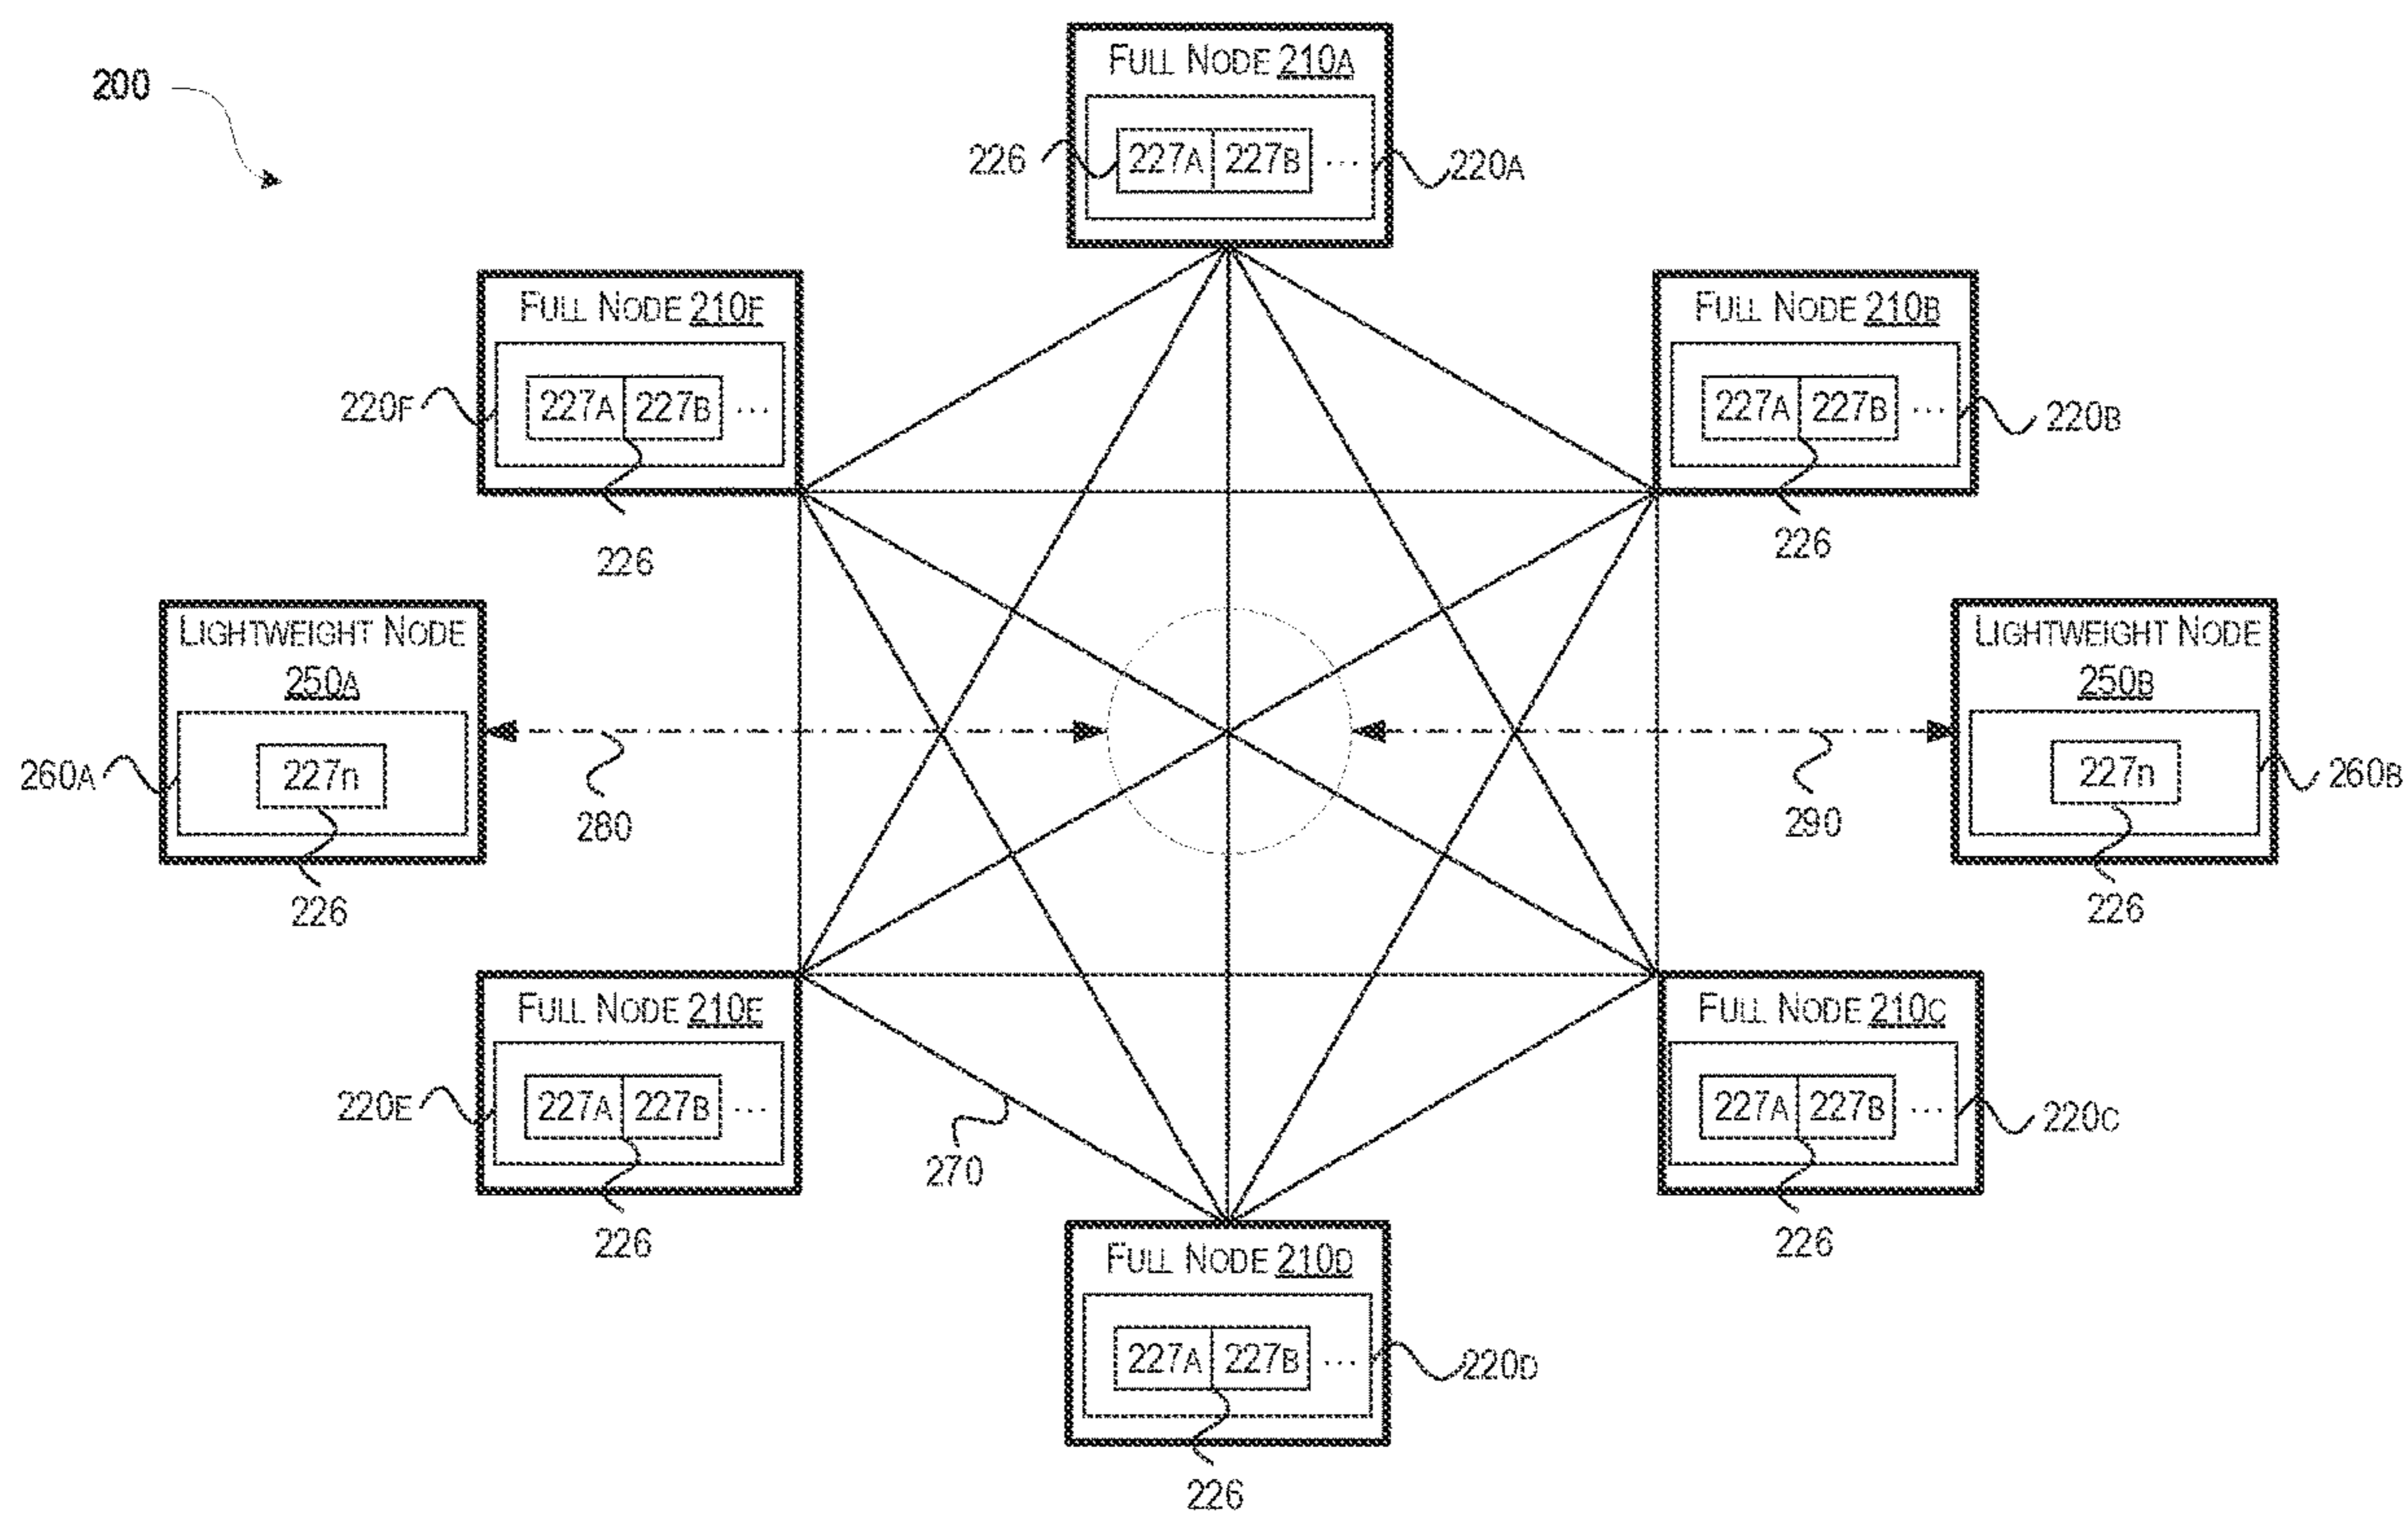 200
FULL NODE 210A
226
227A 227B ...
220A
FULL NODE 210F
227A 227B ...
220F
226
FULL NODE 210B
227A 227B ...
220B
226
LIGHTWEIGHT NODE
250A
227n
260A
226
280
LIGHTWEIGHT NODE
250B
227n
260B
226
290
FULL NODE 210E
227A 227B ...
220E
226
270
FULL NODE 210C
227A 227B ...
220C
226
FULL NODE 210D
227A 227B ...
220D
226